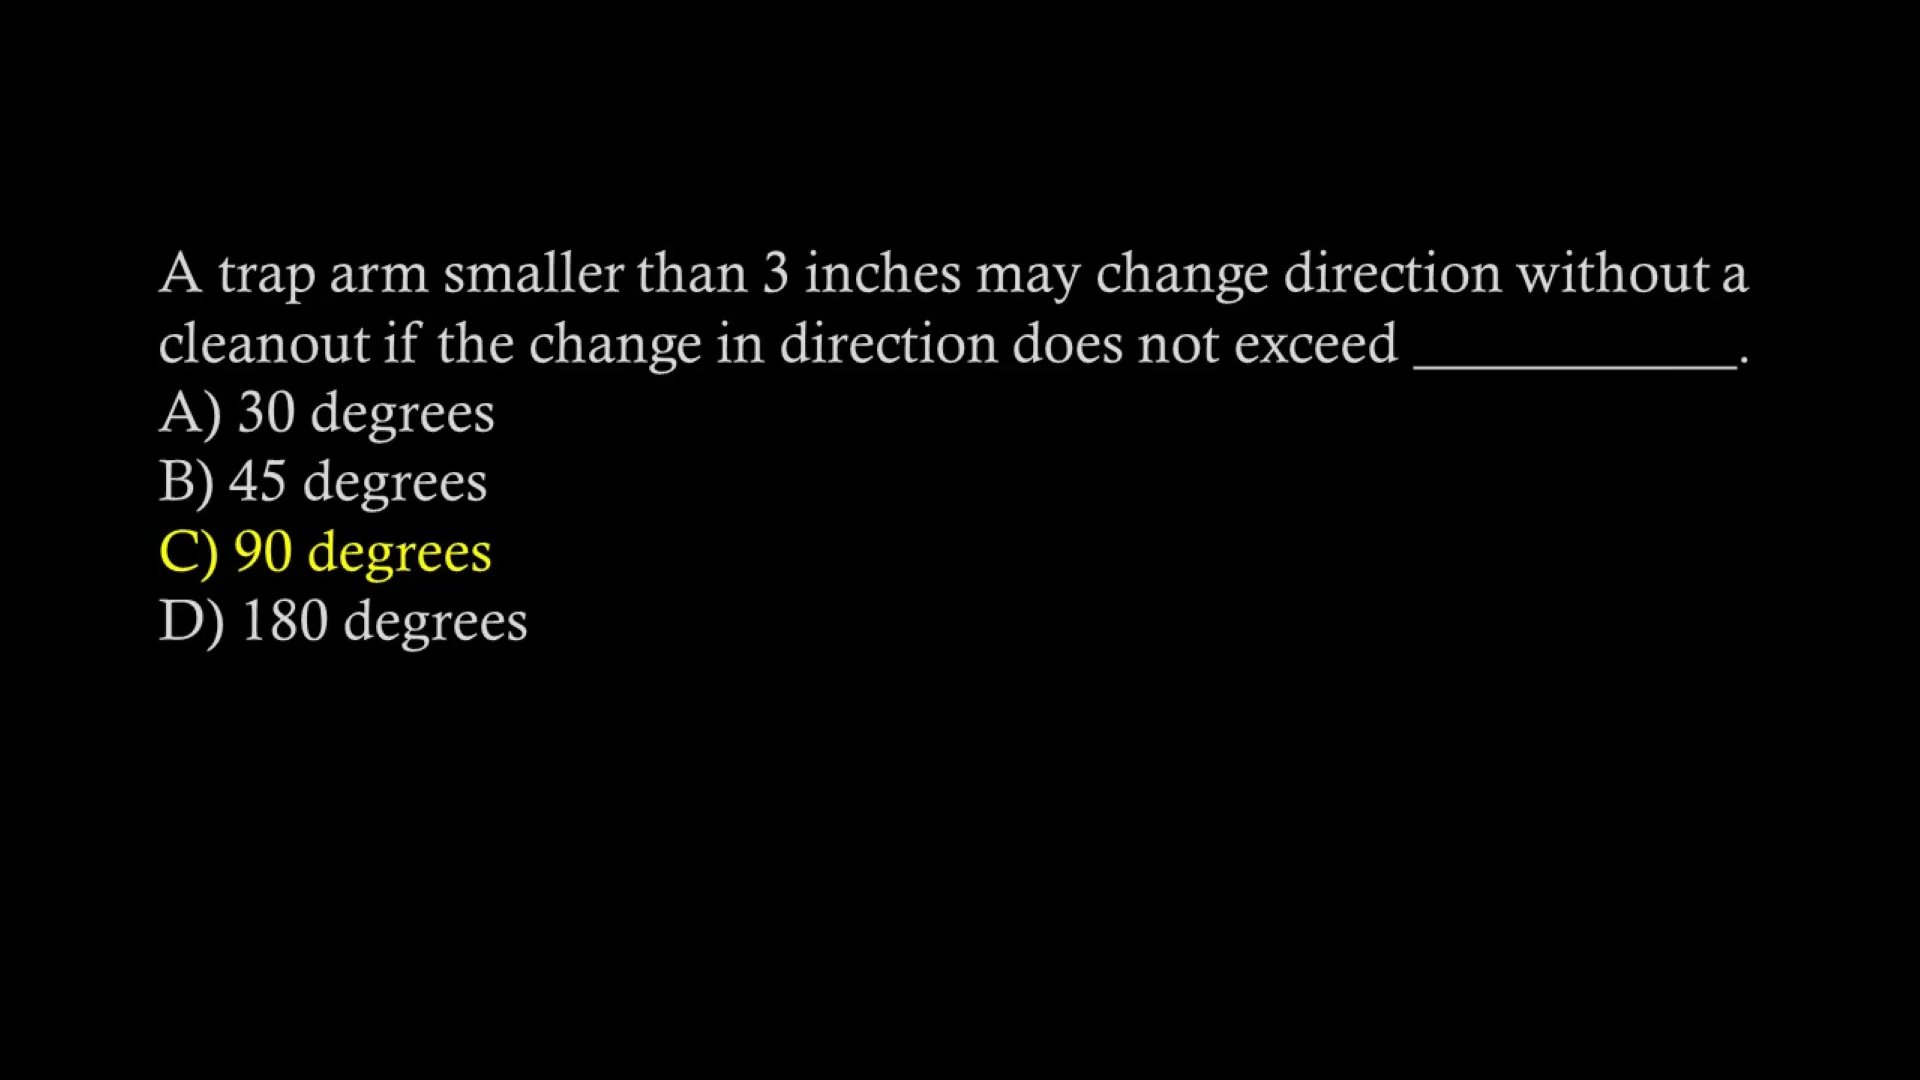 A trap arm smaller than 3 inches may change direction without a
cleanout if the change in direction does not exceed ____________.
A) 30 degrees
B) 45 degrees
C) 90 degrees
D) 180 degrees